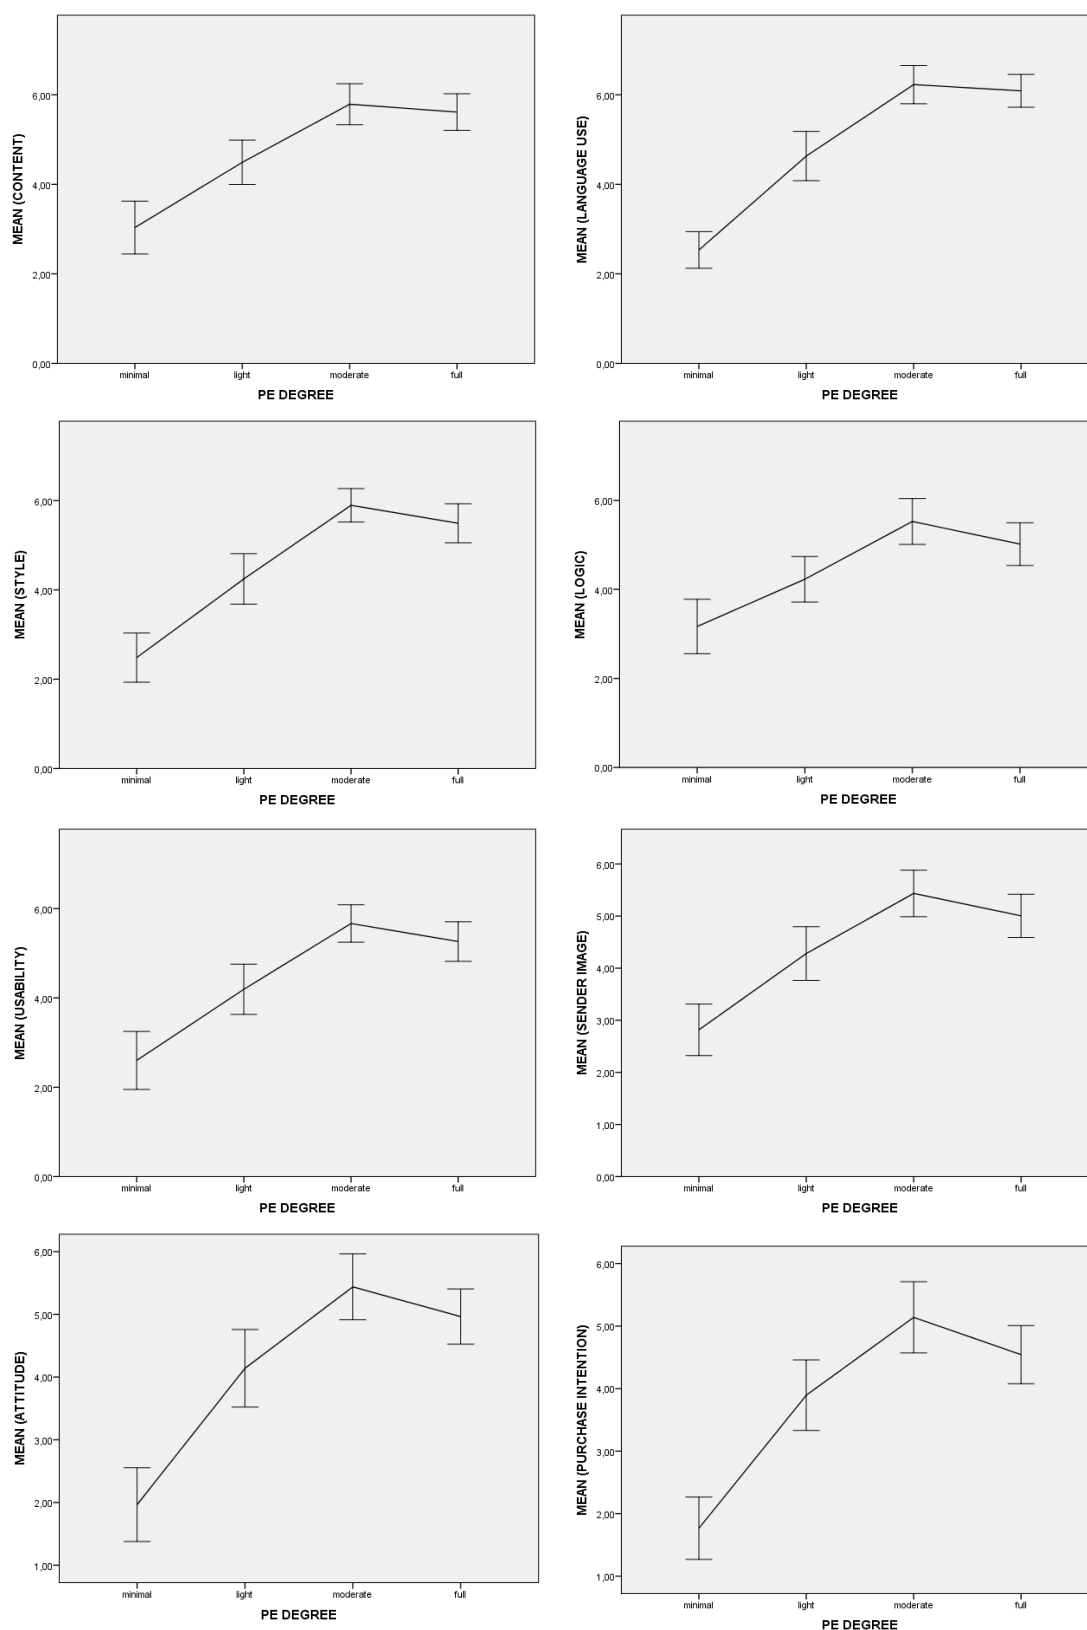 MEAN (CONTENT)
6,00
4,00
2,00
0,00
minimal light moderate full
PE DEGREE
MEAN (LANGUAGE USE)
6,00
4,00
2,00
0,00
minimal light moderate full
PE DEGREE
MEAN (STYLE)
6,00
4,00
2,00
0,00
minimal light moderate full
PE DEGREE
MEAN (LOGIC)
6,00
4,00
2,00
0,00
minimal light moderate full
PE DEGREE
MEAN (USABILITY)
6,00
4,00
2,00
0,00
minimal light moderate full
PE DEGREE
MEAN (SENDER IMAGE)
6,00
5,00
4,00
3,00
2,00
1,00
0,00
minimal light moderate full
PE DEGREE
MEAN (ATTITUDE)
6,00
5,00
4,00
3,00
2,00
1,00
minimal light moderate full
PE DEGREE
MEAN (PURCHASE INTENTION)
6,00
5,00
4,00
3,00
2,00
1,00
minimal light moderate full
PE DEGREE